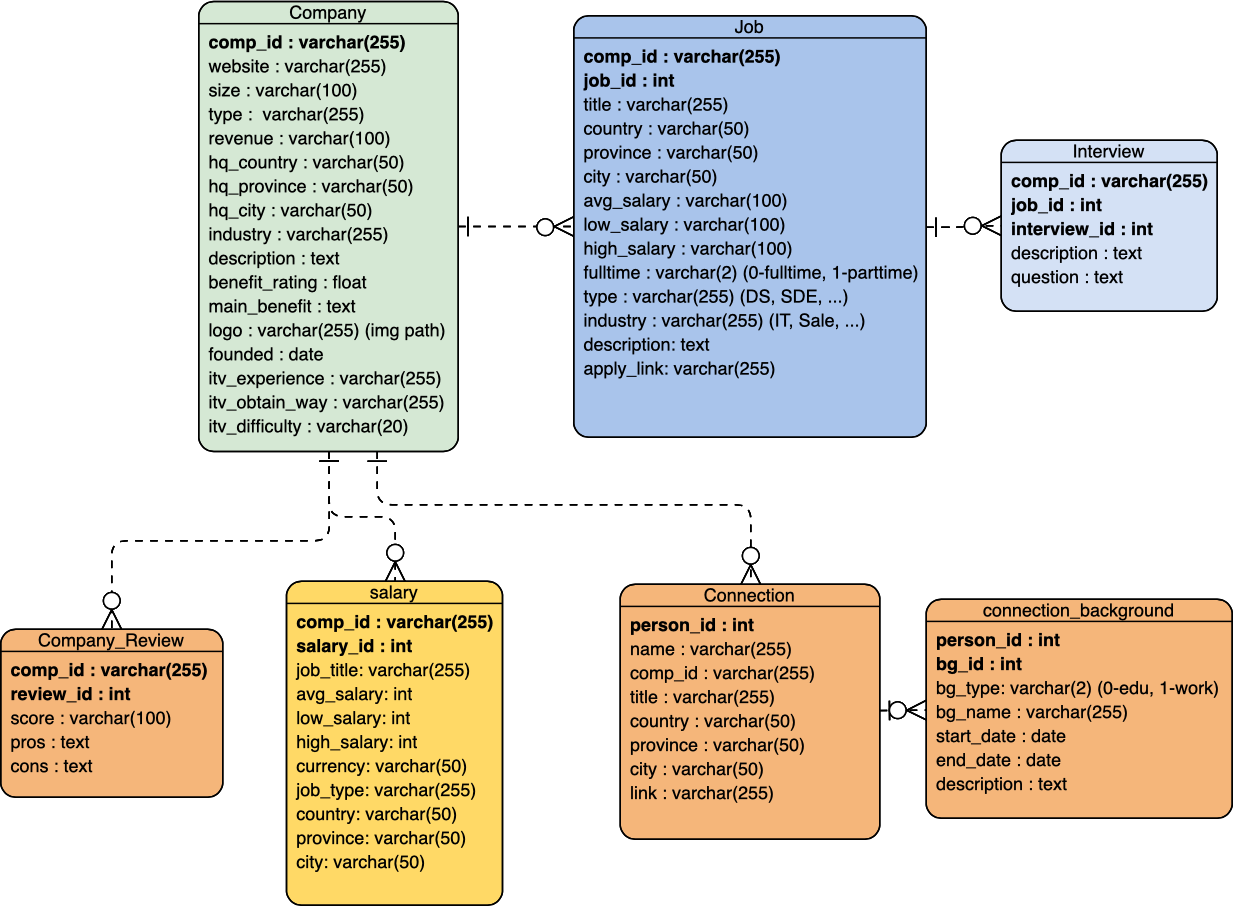 Company
comp_id : varchar(255)
website : varchar(255)
size : varchar(100)
type :  varchar(255)
revenue : varchar(100)
hq_country : varchar(50)
hq_province : varchar(50)
hq_city : varchar(50)
industry : varchar(255)
description : text
benefit_rating : float
main_benefit : text
logo : varchar(255) (img path)
founded : date
itv_experience : varchar(255)
itv_obtain_way : varchar(255)
itv_difficulty : varchar(20)
Job
comp_id : varchar(255)
job_id : int
title : varchar(255)
country : varchar(50)
province : varchar(50)
city : varchar(50)
avg_salary : varchar(100)
low_salary : varchar(100)
high_salary : varchar(100)
fulltime : varchar(2) (0-fulltime, 1-parttime)
type : varchar(255) (DS, SDE, ...)
industry : varchar(255) (IT, Sale, ...)
description: text
apply_link: varchar(255)
Interview
comp_id : varchar(255)
job_id : int
interview_id : int
description : text
question : text
Company_Review
comp_id : varchar(255)
review_id : int
score : varchar(100)
pros : text
cons : text
salary
comp_id : varchar(255)
salary_id : int
job_title: varchar(255)
avg_salary: int
low_salary: int
high_salary: int
currency: varchar(50)
job_type: varchar(255)
country: varchar(50)
province: varchar(50)
city: varchar(50)
Connection
person_id : int
name : varchar(255)
comp_id : varchar(255)
title : varchar(255)
country : varchar(50)
province : varchar(50)
city : varchar(50)
link : varchar(255)
connection_background
person_id : int
bg_id : int
bg_type: varchar(2) (0-edu, 1-work)
bg_name : varchar(255)
start_date : date
end_date : date
description : text